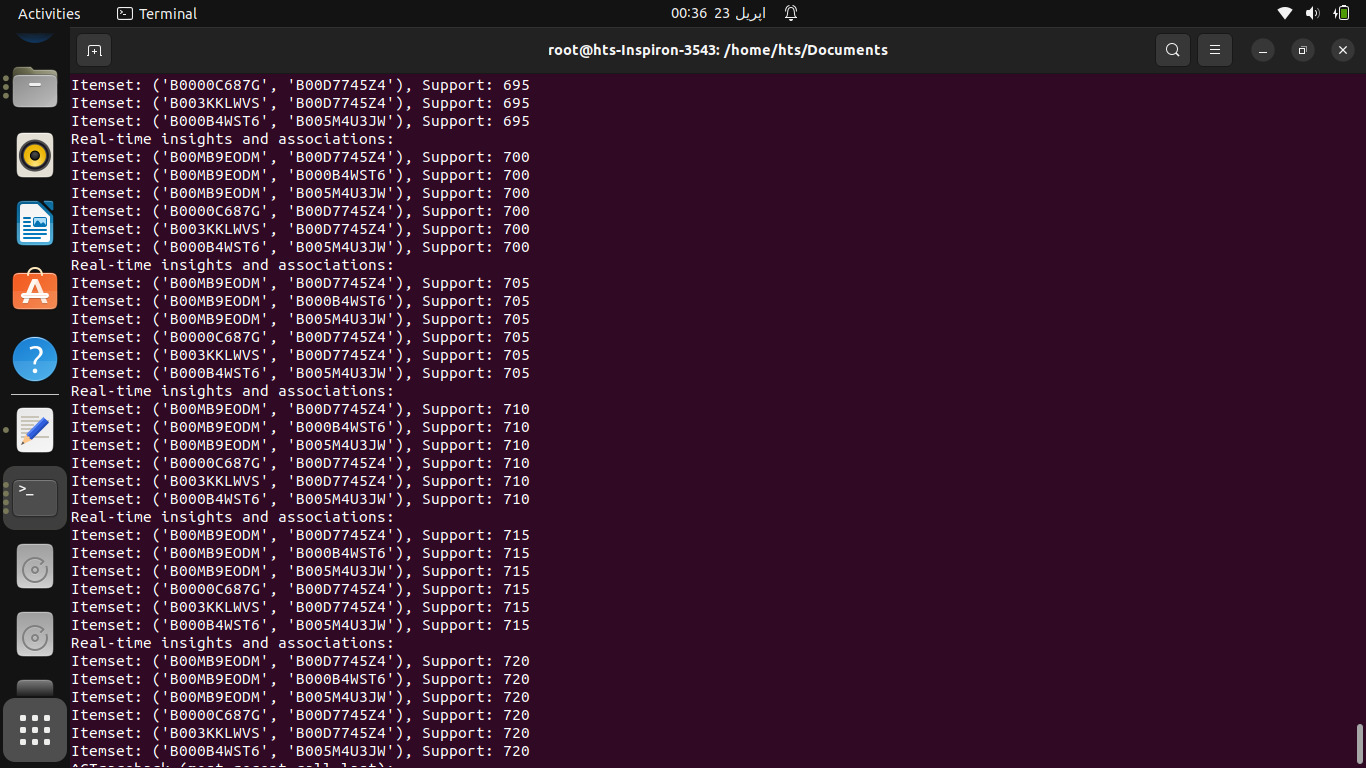 Activities
Terminal
00:36 23 اپریل
root@hts-Inspiron-3543: /home/hts/Documents
Itemset: ('B0000C687G', 'B00D7745Z4'), Support: 695
Itemset: ('B003KKLWVS', 'B00D7745Z4'), Support: 695
Itemset: ('B000B4WST6', 'B005M4U3JW'), Support: 695
Real-time insights and associations:
Itemset: ('B00MB9EODM', 'B00D7745Z4'), Support: 700
Itemset: ('B00MB9EODM', 'B000B4WST6'), Support: 700
Itemset: ('B00MB9EODM', 'B005M4U3JW'), Support: 700
Itemset: ('B0000C687G', 'B00D7745Z4'), Support: 700
Itemset: ('B003KKLWVS', 'B00D7745Z4'), Support: 700
Itemset: ('B000B4WST6', 'B005M4U3JW'), Support: 700
Real-time insights and associations:
Itemset: ('B00MB9EODM', 'B00D7745Z4'), Support: 705
Itemset: ('B00MB9EODM', 'B000B4WST6'), Support: 705
Itemset: ('B00MB9EODM', 'B005M4U3JW'), Support: 705
Itemset: ('B0000C687G', 'B00D7745Z4'), Support: 705
Itemset: ('B003KKLWVS', 'B00D7745Z4'), Support: 705
Itemset: ('B000B4WST6', 'B005M4U3JW'), Support: 705
Real-time insights and associations:
Itemset: ('B00MB9EODM', 'B00D7745Z4'), Support: 710
Itemset: ('B00MB9EODM', 'B000B4WST6'), Support: 710
Itemset: ('B00MB9EODM', 'B005M4U3JW'), Support: 710
Itemset: ('B0000C687G', 'B00D7745Z4'), Support: 710
Itemset: ('B003KKLWVS', 'B00D7745Z4'), Support: 710
Itemset: ('B000B4WST6', 'B005M4U3JW'), Support: 710
Real-time insights and associations:
Itemset: ('B00MB9EODM', 'B00D7745Z4'), Support: 715
Itemset: ('B00MB9EODM', 'B000B4WST6'), Support: 715
Itemset: ('B00MB9EODM', 'B005M4U3JW'), Support: 715
Itemset: ('B0000C687G', 'B00D7745Z4'), Support: 715
Itemset: ('B003KKLWVS', 'B00D7745Z4'), Support: 715
Itemset: ('B000B4WST6', 'B005M4U3JW'), Support: 715
Real-time insights and associations:
Itemset: ('B00MB9EODM', 'B00D7745Z4'), Support: 720
Itemset: ('B00MB9EODM', 'B000B4WST6'), Support: 720
Itemset: ('B00MB9EODM', 'B005M4U3JW'), Support: 720
Itemset: ('B0000C687G', 'B00D7745Z4'), Support: 720
Itemset: ('B003KKLWVS', 'B00D7745Z4'), Support: 720
Itemset: ('B000B4WST6', 'B005M4U3JW'), Support: 720
(most recent call last):